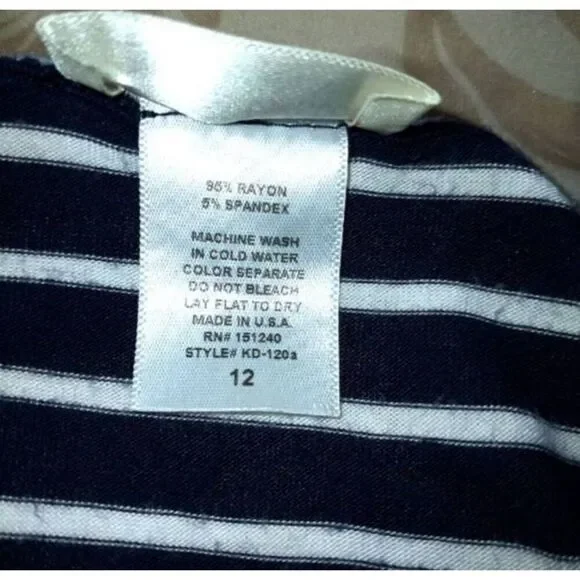 95% RAYON
5% SPANDEX
MACHINE WASH
IN COLD WATER
COLOR SEPARATE
DO NOT BLEACH
LAY FLAT TO DRY
MADE IN U.S.A.
RN# 151240
STYLE# KD-120a
12